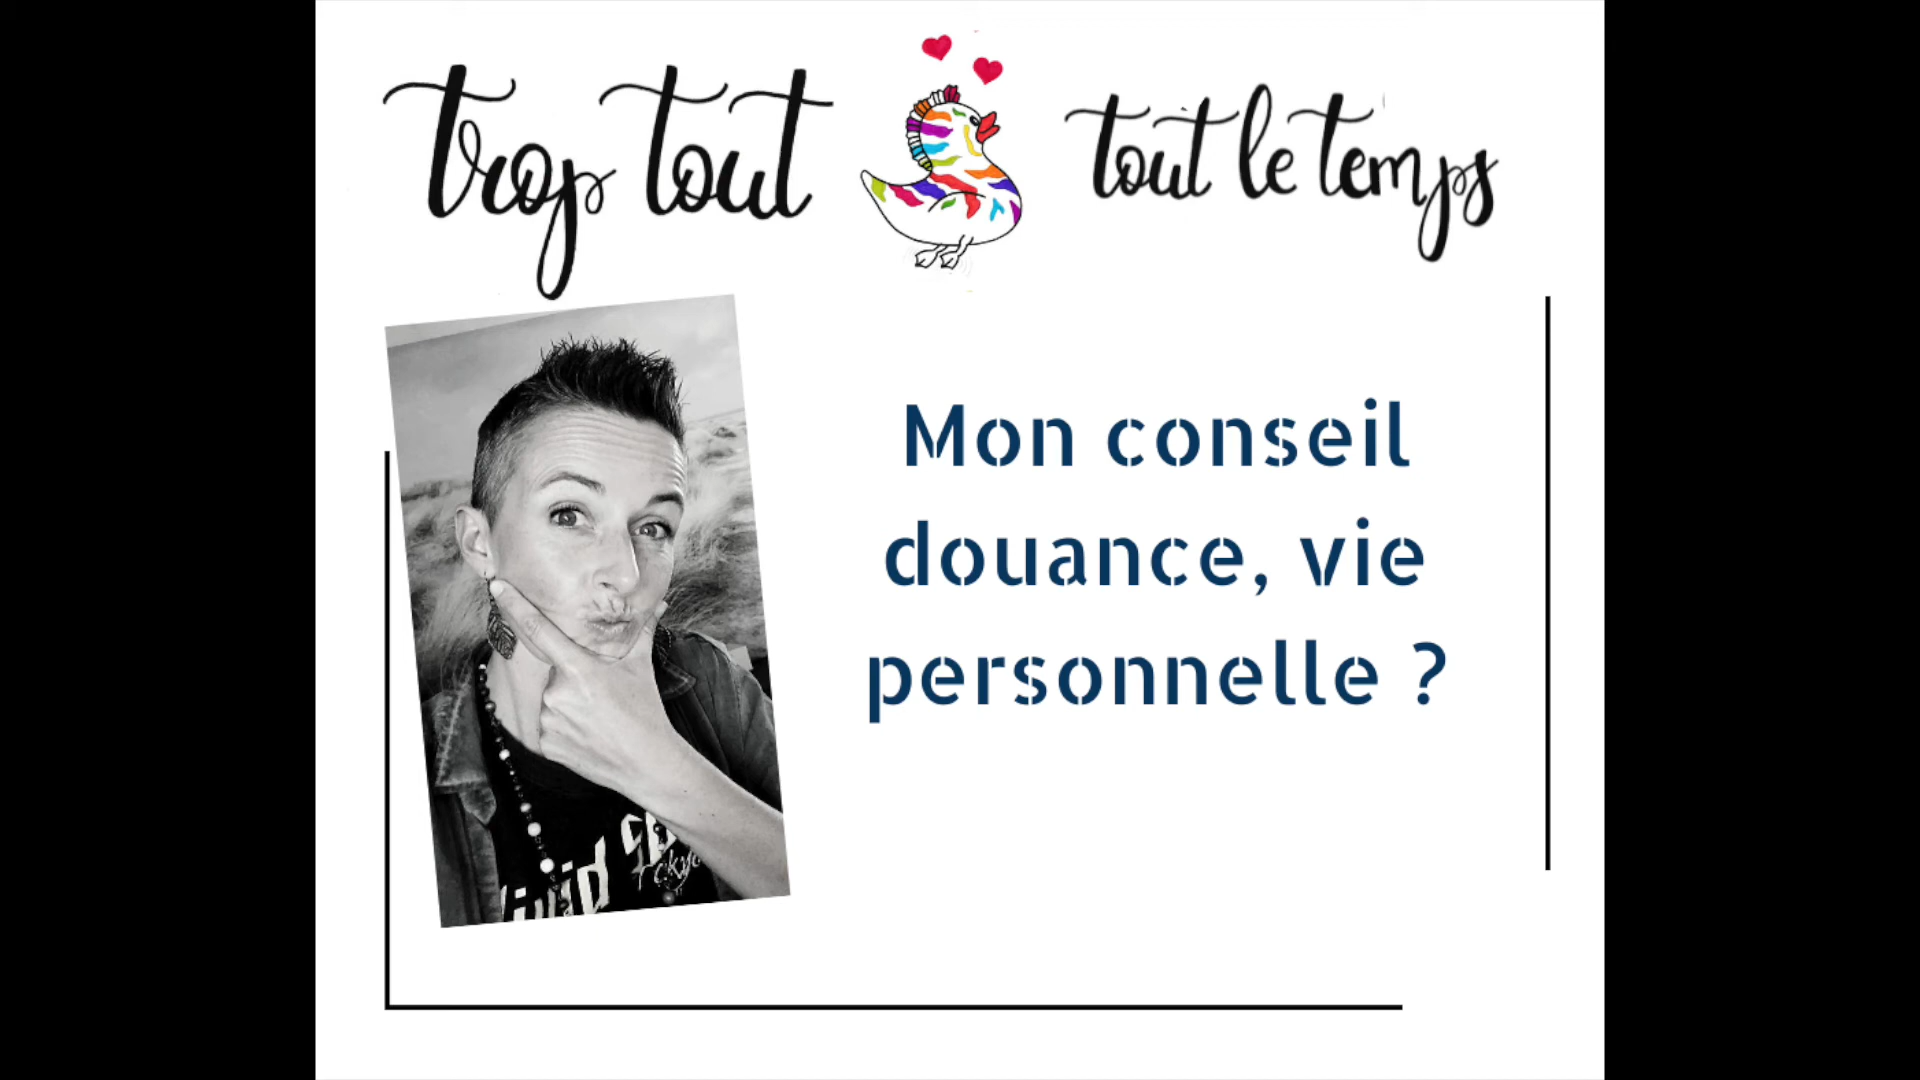 trop tout tout le temps
Mon conseil
douance, vie
personnelle ?